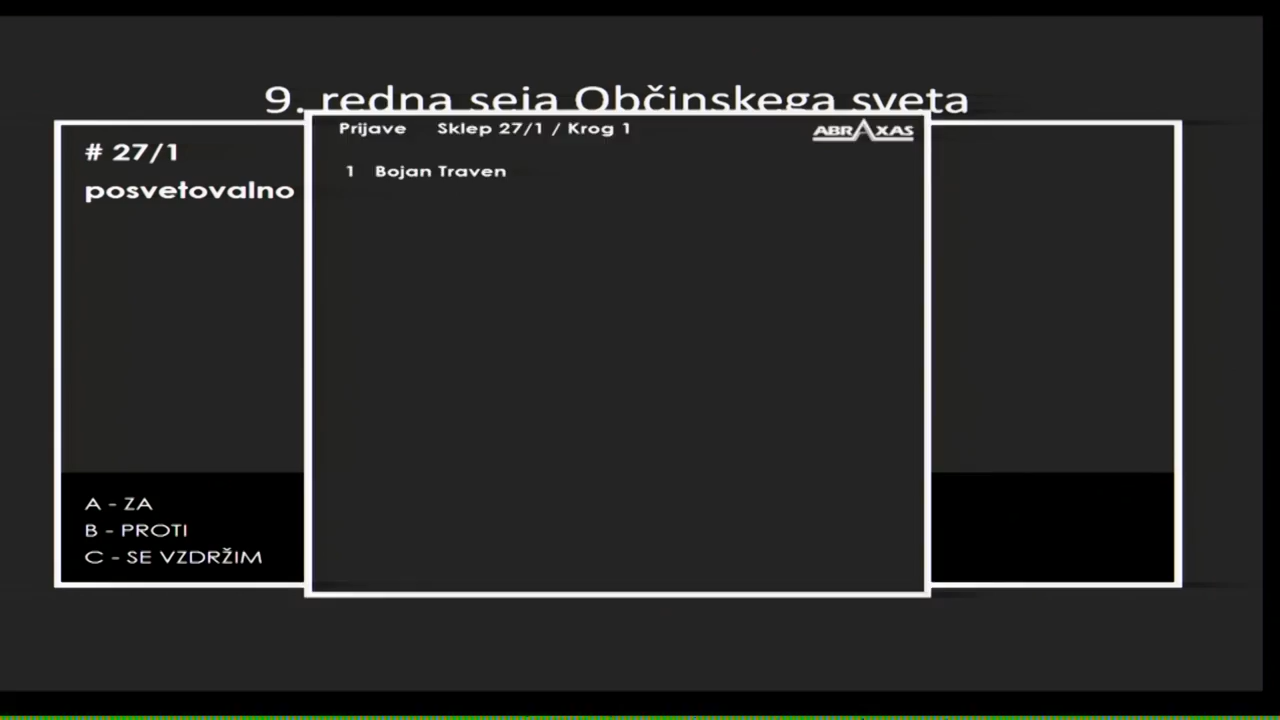 9. redna seja Občinskega sveta
Prijave Sklep 27/1 / Krog 1
ABRAXAS
1 Bojan Traven
# 27/1
posvetovalno
A - ZA
B - PROTI
C - SE VZDRŽIM